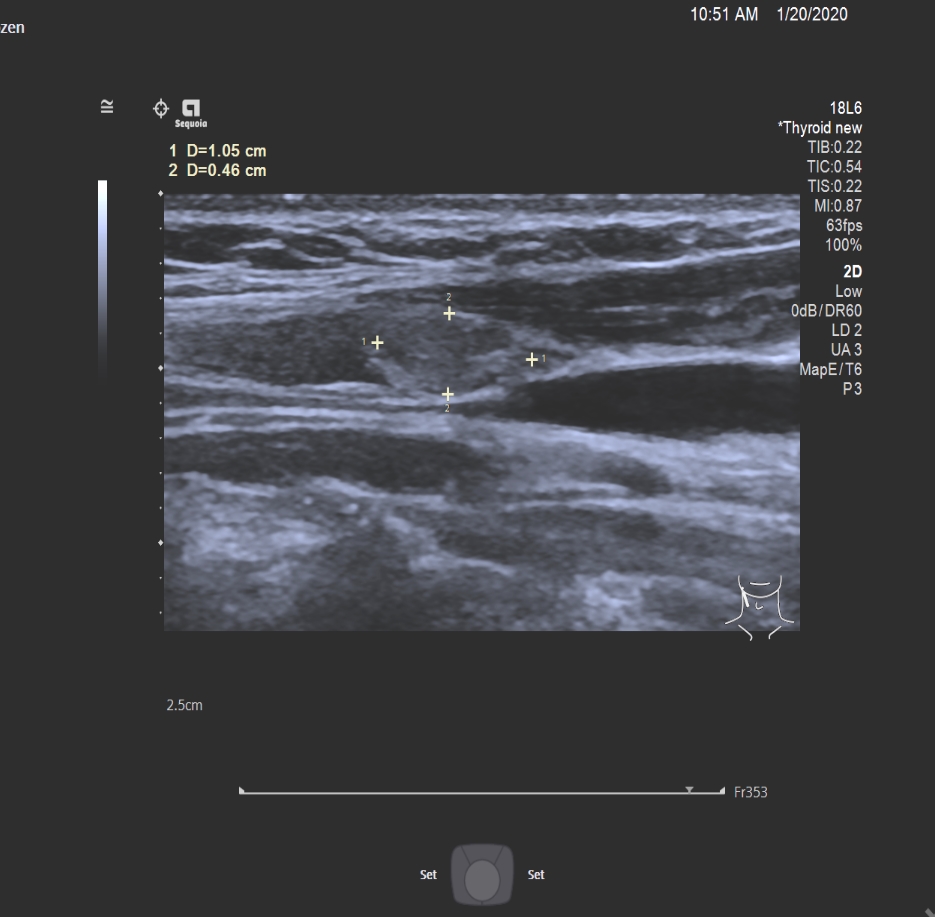 10:51 AM 1/20/2020
zen
≅
Sequoia
18L6
*Thyroid new
TIB:0.22
TIC:0.54
TIS:0.22
MI:0.87
63fps
100%
2D
Low
0dB/DR60
LD 2
UA 3
MapE/T6
P 3
1 D=1.05 cm
2 D=0.46 cm
2
1
1
2
2.5cm
Fr353
Set Set